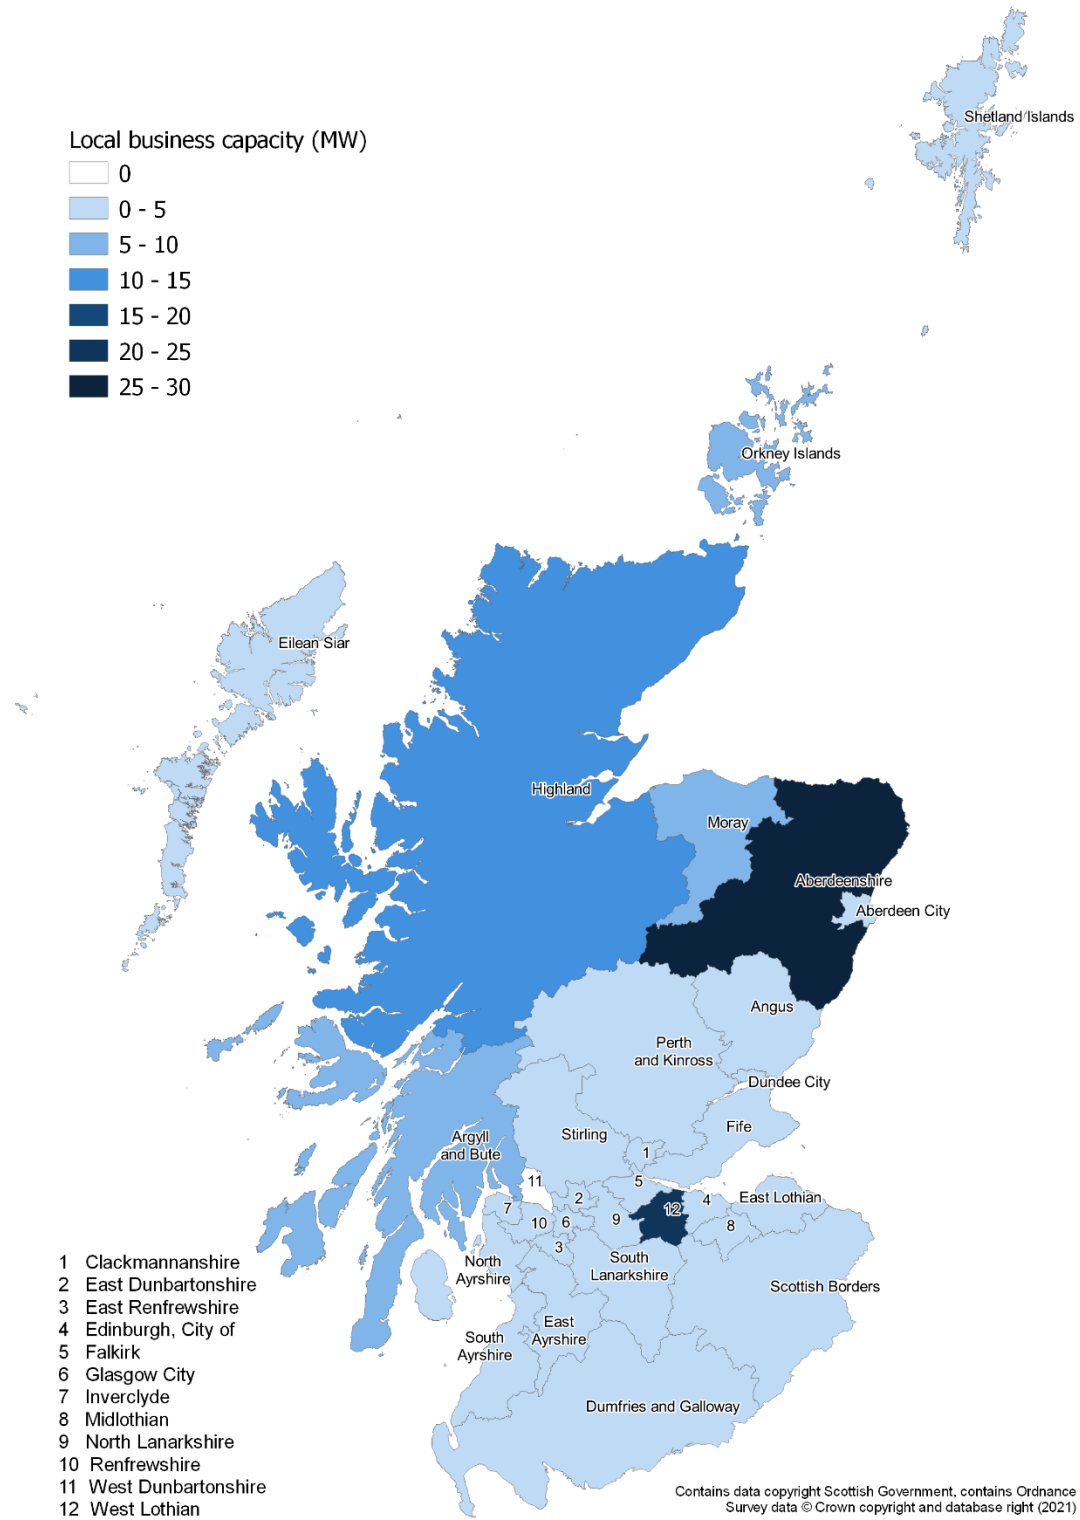 Shetland Islands
Local business capacity (MW)
0
0 - 5
5 - 10
10 - 15
15 - 20
20 - 25
25 - 30
Orkney Islands
Eilean Siar
Highland
Moray
Aberdeenshire
Aberdeen City
Angus
Perth
and Kinross
Dundee City
Fife
Stirling
Argyll
and Bute
1
11
5
2
12
4
East Lothian
7
10
6
9
8
3
North
Ayrshire
South
Lanarkshire
Scottish Borders
East
Ayrshire
South
Ayrshire
Dumfries and Galloway
1 Clackmannanshire
2 East Dunbartonshire
3 East Renfrewshire
4 Edinburgh, City of
5 Falkirk
6 Glasgow City
7 Inverclyde
8 Midlothian
9 North Lanarkshire
10 Renfrewshire
11 West Dunbartonshire
12 West Lothian
Contains data copyright Scottish Government, contains Ordnance
Survey data © Crown copyright and database right (2021)